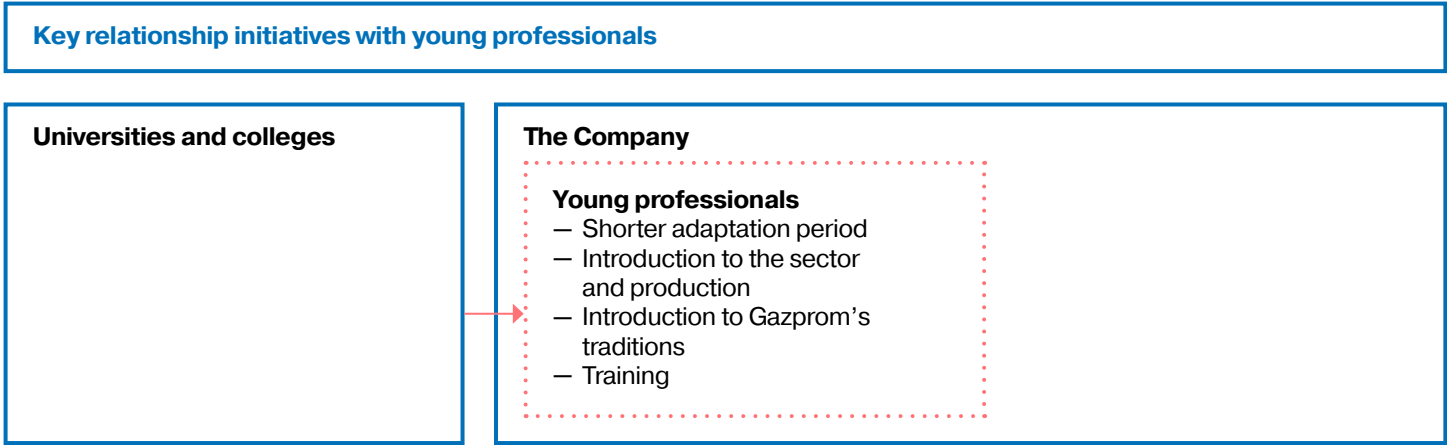 Key relationship initiatives with young professionals
Universities and colleges
The Company
Young professionals
— Shorter adaptation period
— Introduction to the sector
and production
— Introduction to Gazprom’s
traditions
— Training